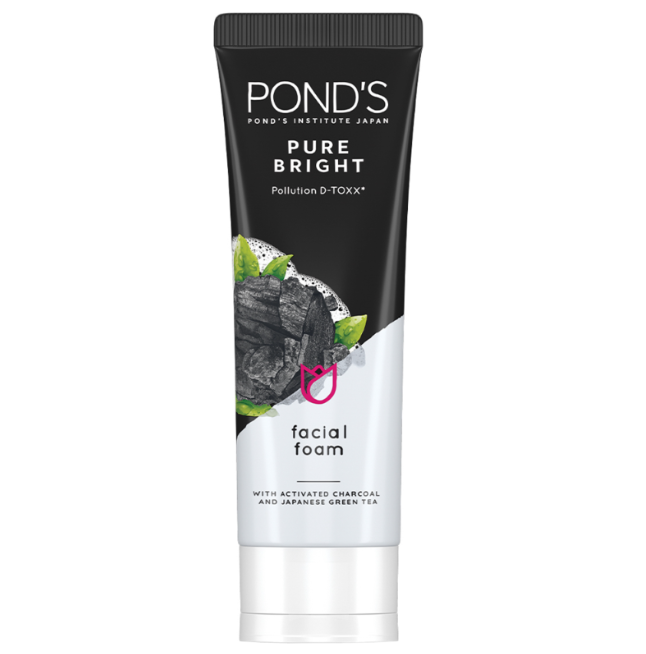 POND'S
POND'S INSTITUTE JAPAN
PURE
BRIGHT
Pollution D-TOXX*
facial
foam
WITH ACTIVATED CHARCOAL
AND JAPANESE GREEN TEA